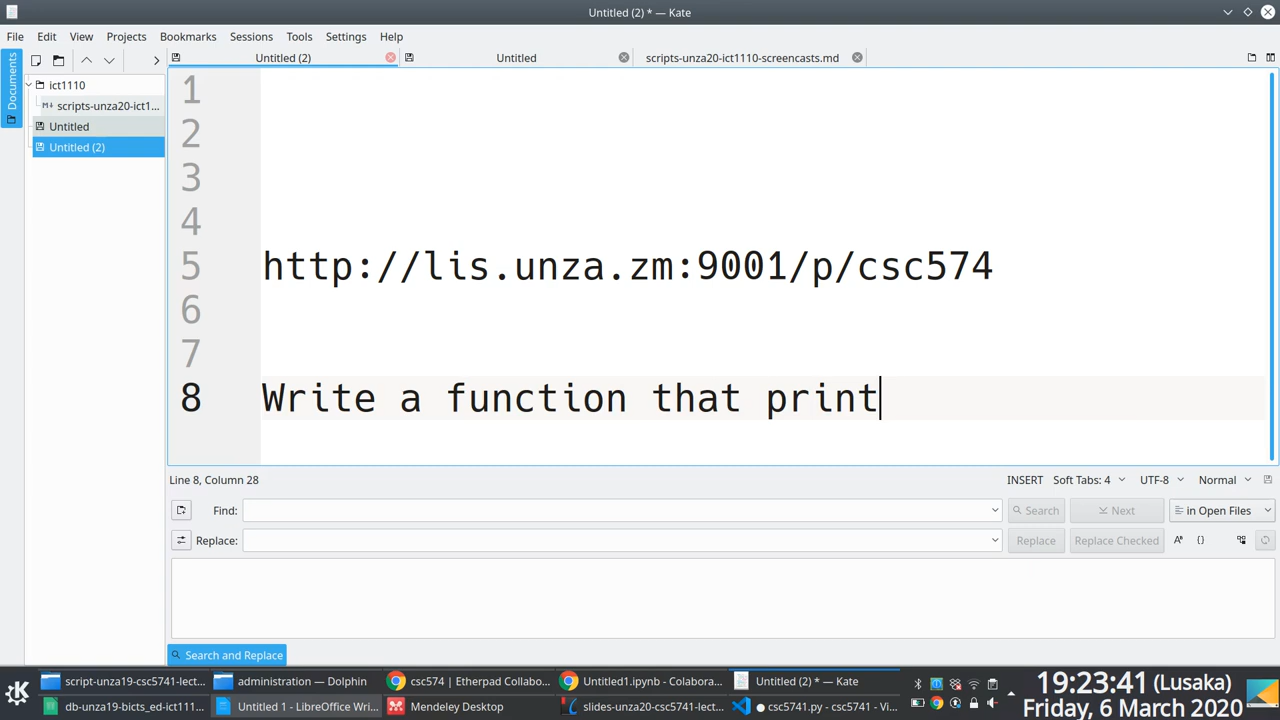 Untitled (2) * — Kate
File Edit View Projects Bookmarks Sessions Tools Settings Help
Documents
Untitled (2) Untitled scripts-unza20-ict1110-screencasts.md
ict1110
scripts-unza20-ict1...
Untitled
Untitled (2)
1
2
3
4
5 http://lis.unza.zm:9001/p/csc574
6
7
8 Write a function that print
Line 8, Column 28 INSERT Soft Tabs: 4 UTF-8 Normal
Find: Search Next in Open Files
Replace: Replace Replace Checked
Search and Replace
script-unza19-csc5741-lect... administration — Dolphin csc574 | Etherpad Collabo... Untitled1.ipynb - Colabora... Untitled (2) * — Kate
db-unza19-bicts_ed-ict111... Untitled 1 - LibreOffice Wri... Mendeley Desktop slides-unza20-csc5741-lect... ● csc5741.py - csc5741 - Vi...
19:23:41 (Lusaka)
Friday, 6 March 2020